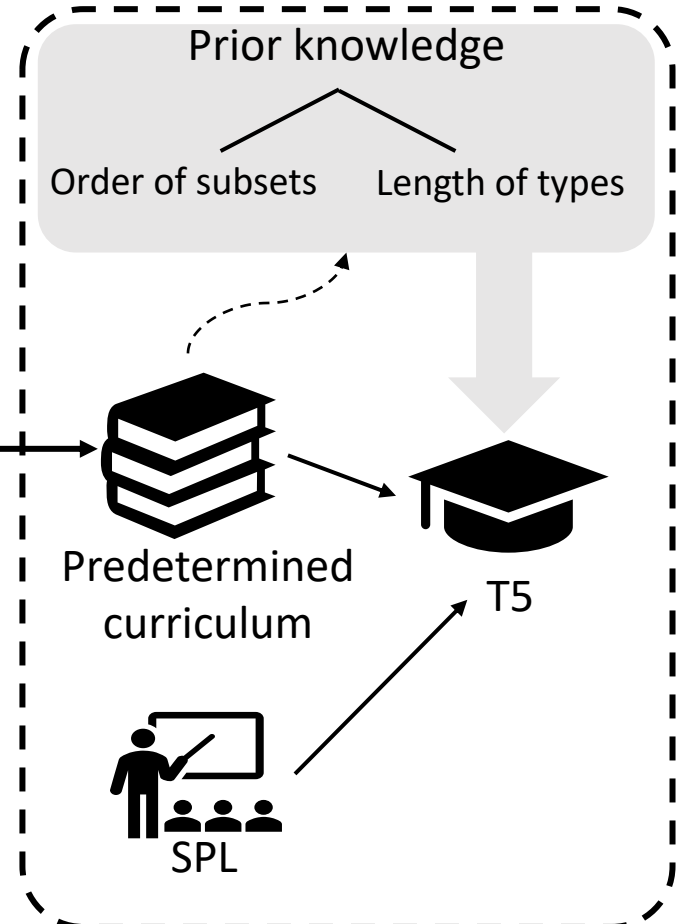 Prior knowledge
Order of subsets
Length of types
Predetermined
curriculum
T5
SPL